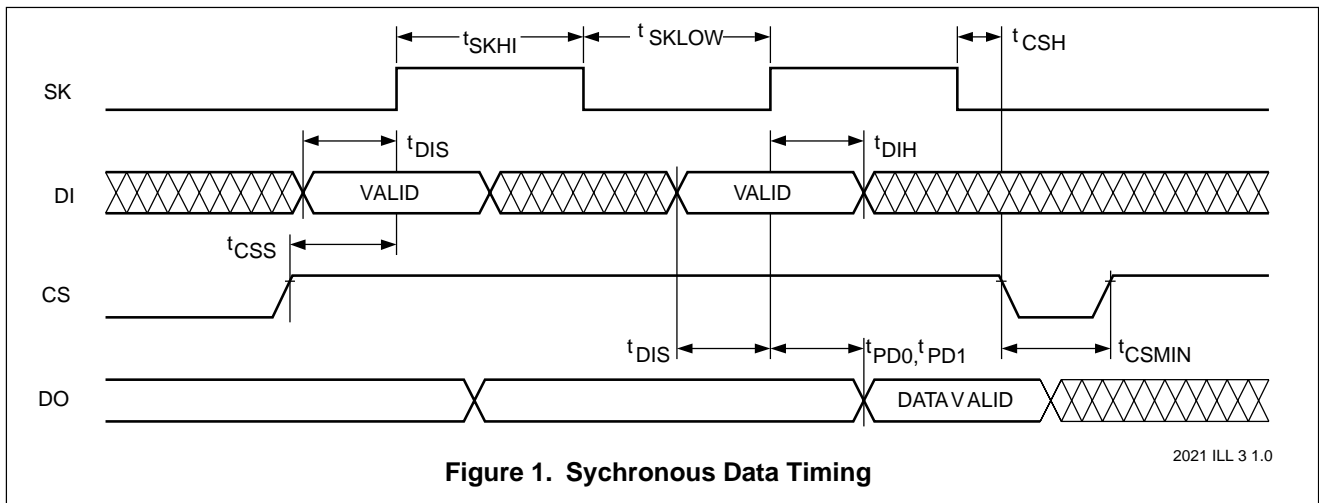 tSKHI
tSKLOW
tCSH
SK
tDIS
tDIH
DI
VALID
VALID
tCSS
CS
tDIS
tPD0,tPD1
tCSMIN
DO
DATA VALID
2021 ILL 3 1.0
Figure 1. Sychronous Data Timing